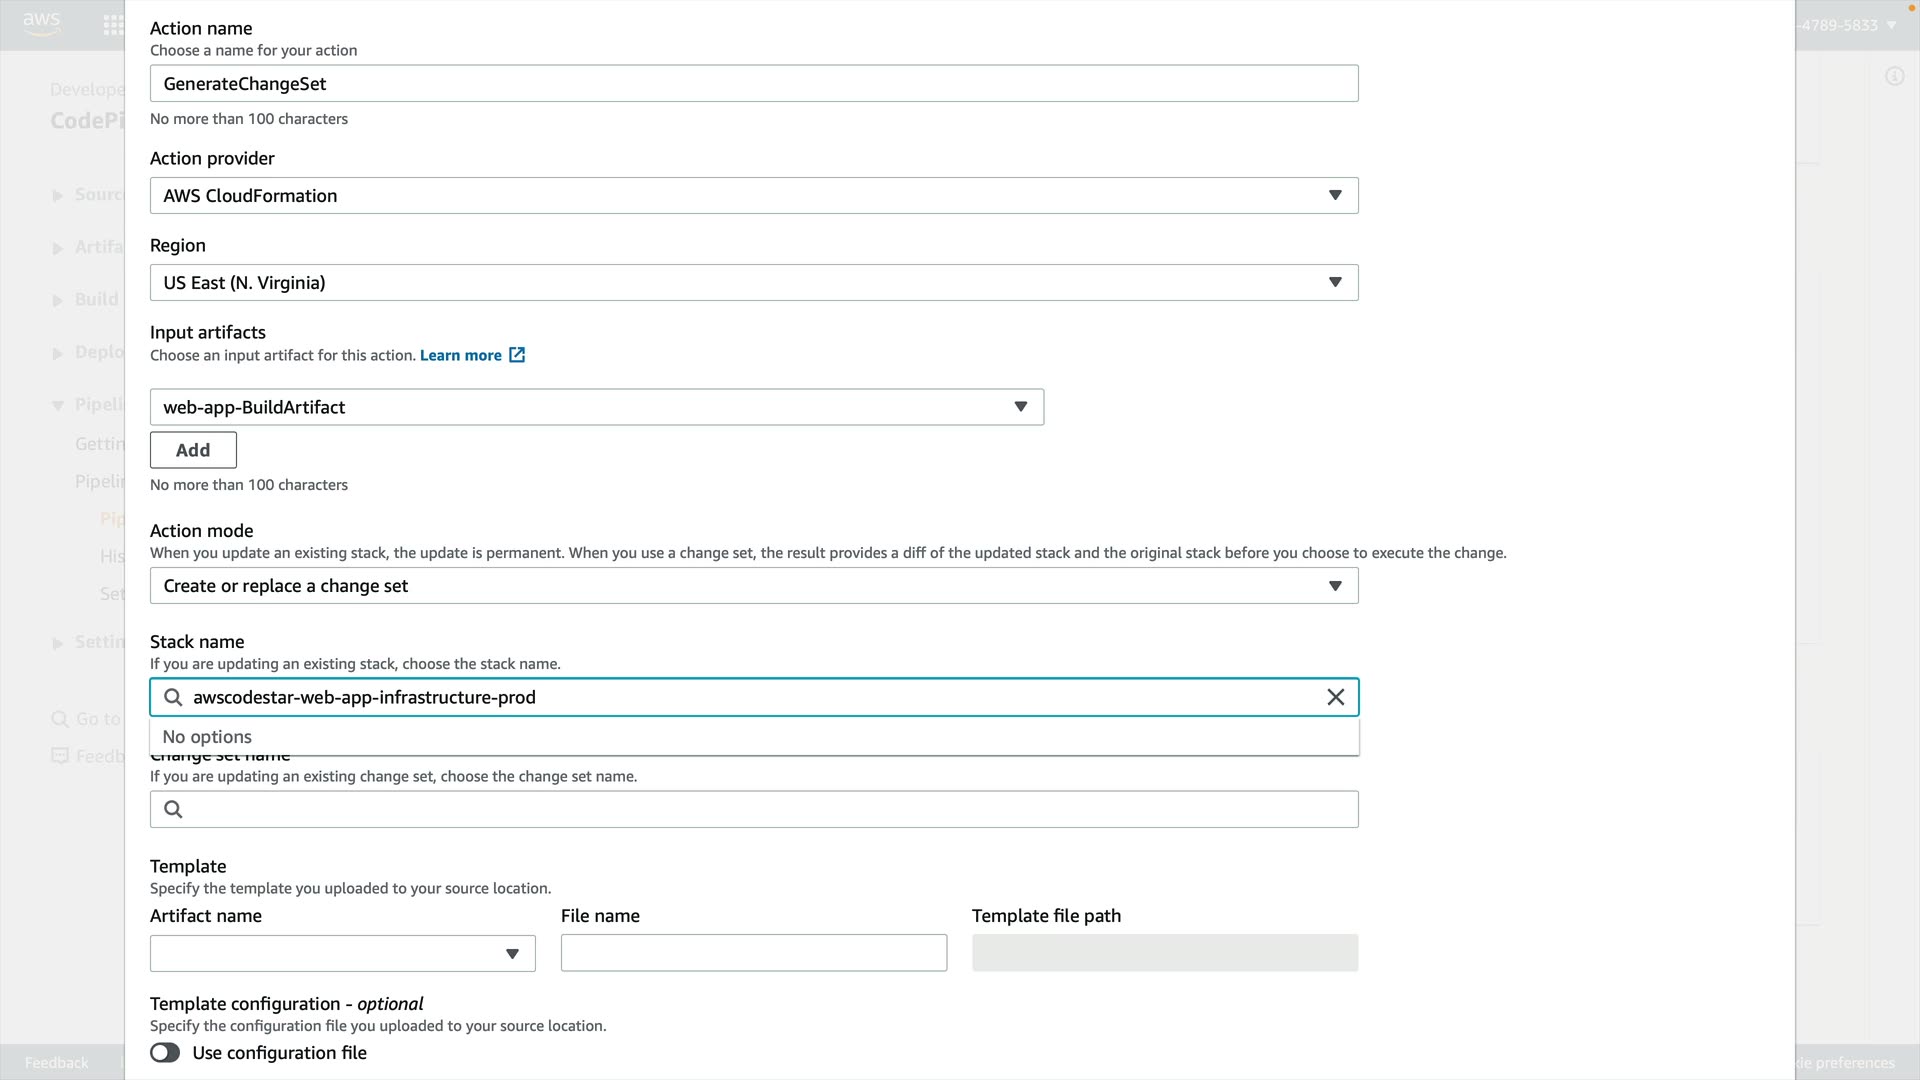 aws
-4789-5833
Develope
CodePi
Sourc
Artifa
Build
Deplo
Pipeli
Gettin
Pipelin
Pip
His
Set
Settin
Go to
Feedb
Action name
Choose a name for your action
GenerateChangeSet
No more than 100 characters
Action provider
AWS CloudFormation
Region
US East (N. Virginia)
Input artifacts
Choose an input artifact for this action. Learn more
web-app-BuildArtifact
Add
No more than 100 characters
Action mode
When you update an existing stack, the update is permanent. When you use a change set, the result provides a diff of the updated stack and the original stack before you choose to execute the change.
Create or replace a change set
Stack name
If you are updating an existing stack, choose the stack name.
awscodestar-web-app-infrastructure-prod
No options
Change set name
If you are updating an existing change set, choose the change set name.
Template
Specify the template you uploaded to your source location.
Artifact name
File name
Template file path
Template configuration - optional
Specify the configuration file you uploaded to your source location.
Use configuration file
Feedback
kie preferences